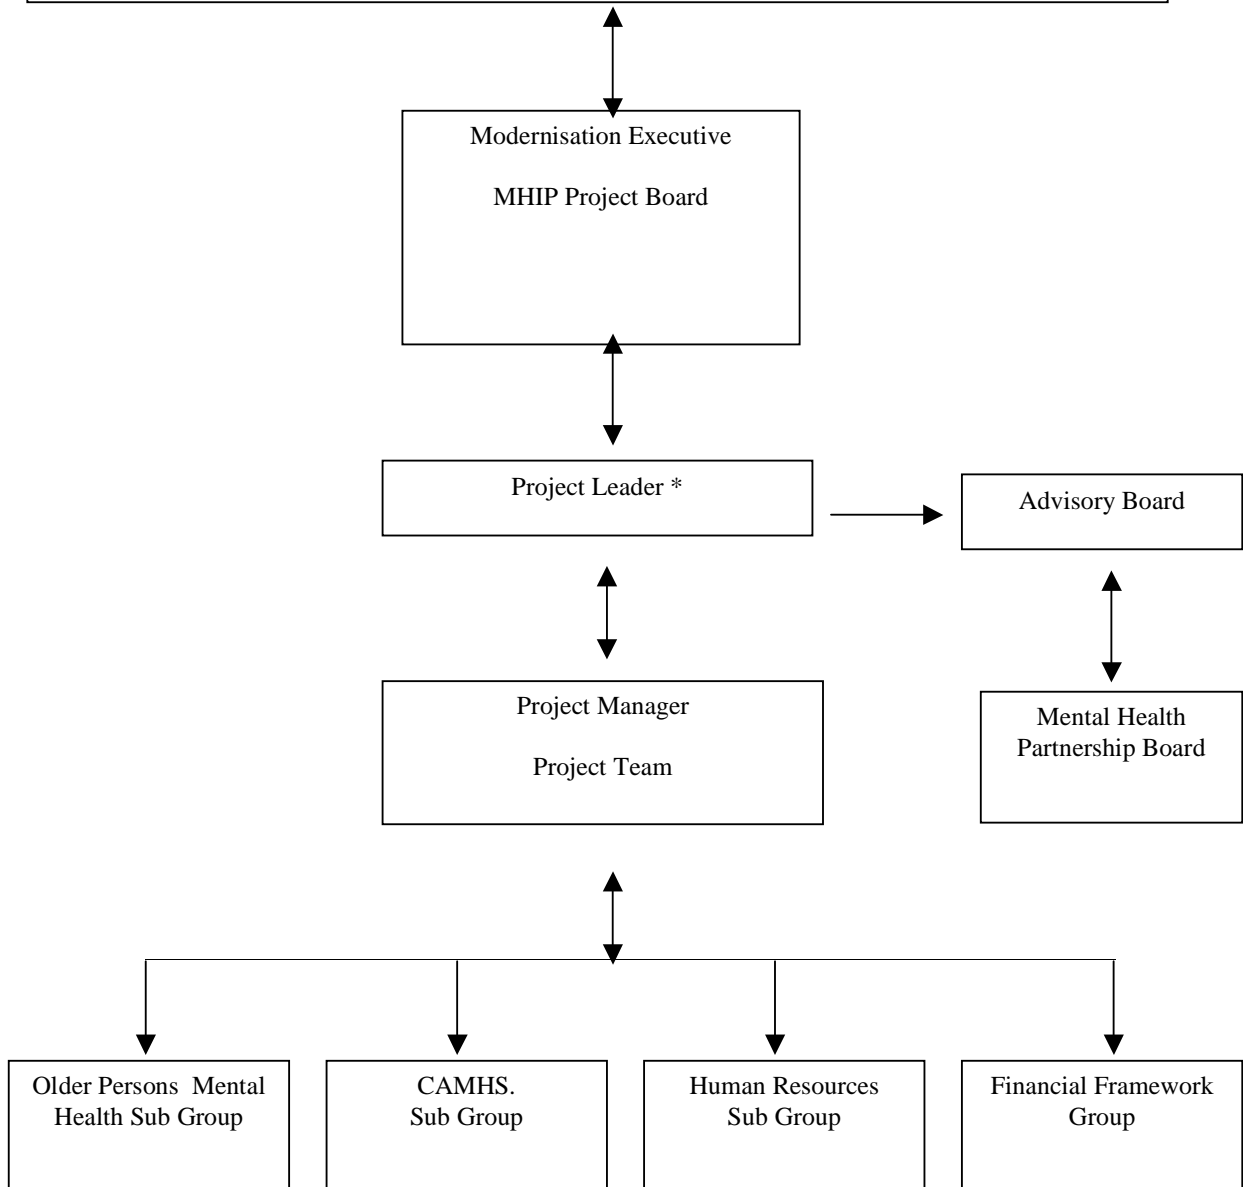 Modernisation Executive
MHIP Project Board
Project Leader *
Advisory Board
Project Manager
Project Team
Mental Health
Partnership Board
Older Persons  Mental
Health Sub Group
CAMHS.
Sub Group
Human Resources
Sub Group
Financial Framework
Group